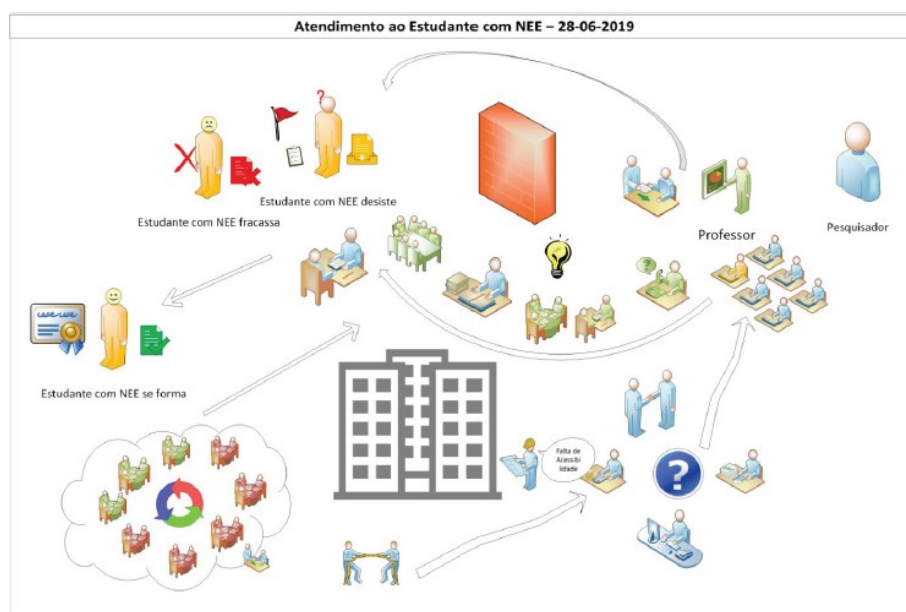 Atendimento ao Estudante com NEE – 28-06-2019
Estudante com NEE desiste
Estudante com NEE fracassa
Professor
Pesquisador
Estudante com NEE se forma
Falta de
Acessibi
lidade
?
?
?